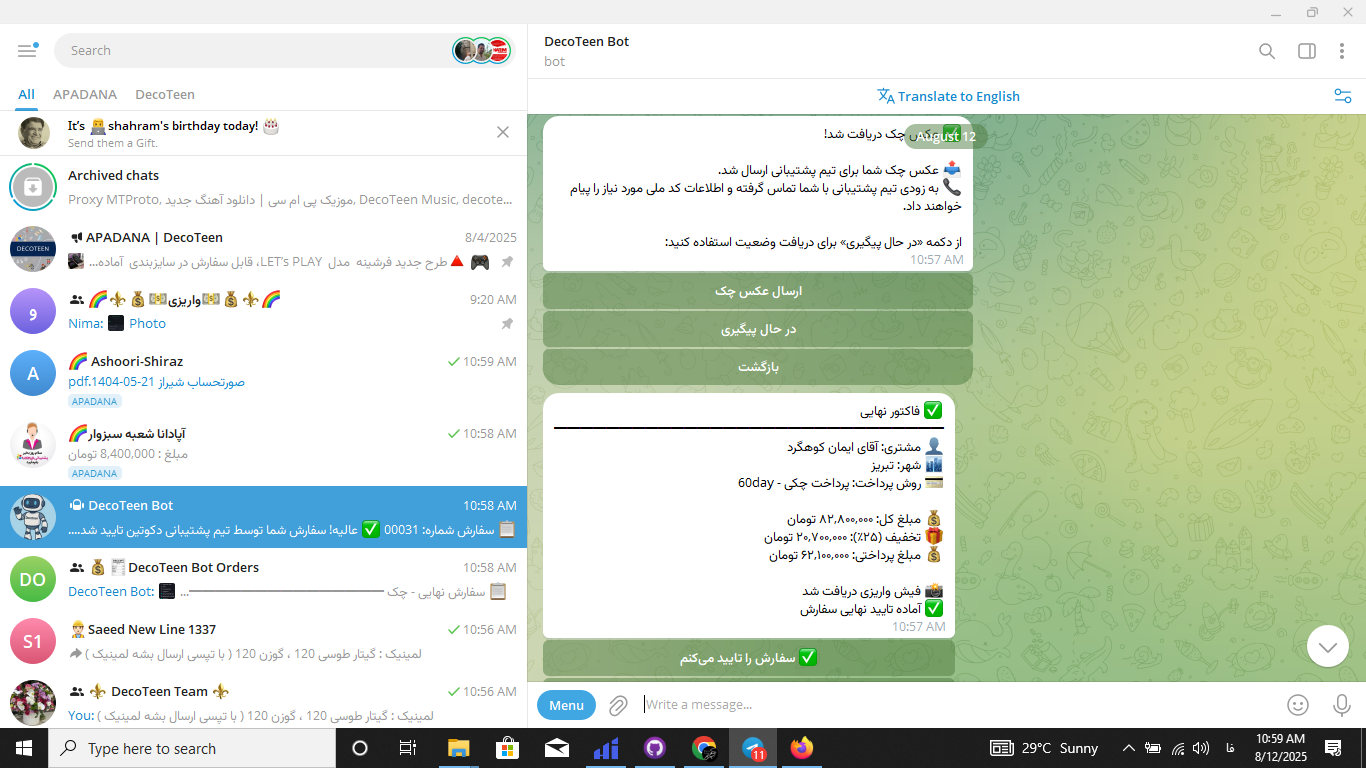 Search
All
APADANA
DecoTeen
It's 👨‍💻shahram's birthday today! 🎂
Send them a Gift.
Archived chats
Proxy MTProto, موزیک پی ام سی | دانلود آهنگ جدید, DecoTeen Music, decote...
APADANA | DecoTeen
8/4/2025
🎮🔺طرح جدید فرشینه مدل LET's PLAY، قابل سفارش در سایزبندی آماده...
و
🌈⚜💰💵واریزی💵💰⚜🌈
9:20 AM
Nima: Photo
A
🌈 Ashoori-Shiraz
10:59 AM
صورتحساب شیراز 21-05-1404.pdf
APADANA
🌈آپادانا شعبه سبزوار
10:58 AM
مبلغ : 8,400,000 تومان
APADANA
DecoTeen Bot
10:58 AM
📋 سفارش شماره: 00031 ✅ عالیه! سفارش شما توسط تیم پشتیبانی دکوتین تایید شد....
DO
💰🧾DecoTeen Bot Orders
10:58 AM
DecoTeen Bot: 📋 سفارش نهایی - چک ━━━━━━━━━━━━━━━...
S1
👷🏼Saeed New Line 1337
10:56 AM
لمینیک : گیتار طوسی 120 ، گوزن 120 ( با تپسی ارسال بشه لمینیک )
⚜ DecoTeen Team ⚜
10:56 AM
You: لمینیک : گیتار طوسی 120 ، گوزن 120 ( با تپسی ارسال بشه لمینیک )
DecoTeen Bot
bot
Translate to English
August 12
✅ عکس چک دریافت شد!
📤 عکس چک شما برای تیم پشتیبانی ارسال شد.
📞 به زودی تیم پشتیبانی با شما تماس گرفته و اطلاعات کد ملی مورد نیاز را پیام
خواهند داد.
از دکمه «در حال پیگیری» برای دریافت وضعیت استفاده کنید:
10:57 AM
ارسال عکس چک
در حال پیگیری
بازگشت
✅ فاکتور نهایی
👤 مشتری: آقای ایمان کوهگرد
🏙 شهر: تبریز
💳 روش پرداخت: پرداخت چکی - 60day
💰 مبلغ کل: ۸۲,۸۰۰,۰۰۰ تومان
🎁 تخفیف (۲۵٪): ۲۰,۷۰۰,۰۰۰ تومان
💰 مبلغ پرداختی: ۶۲,۱۰۰,۰۰۰ تومان
📸 فیش واریزی دریافت شد
✅ آماده تایید نهایی سفارش
10:57 AM
✅ سفارش را تایید می‌کنم
Menu
Write a message...
Type here to search
11
29°C Sunny
فا
10:59 AM
8/12/2025